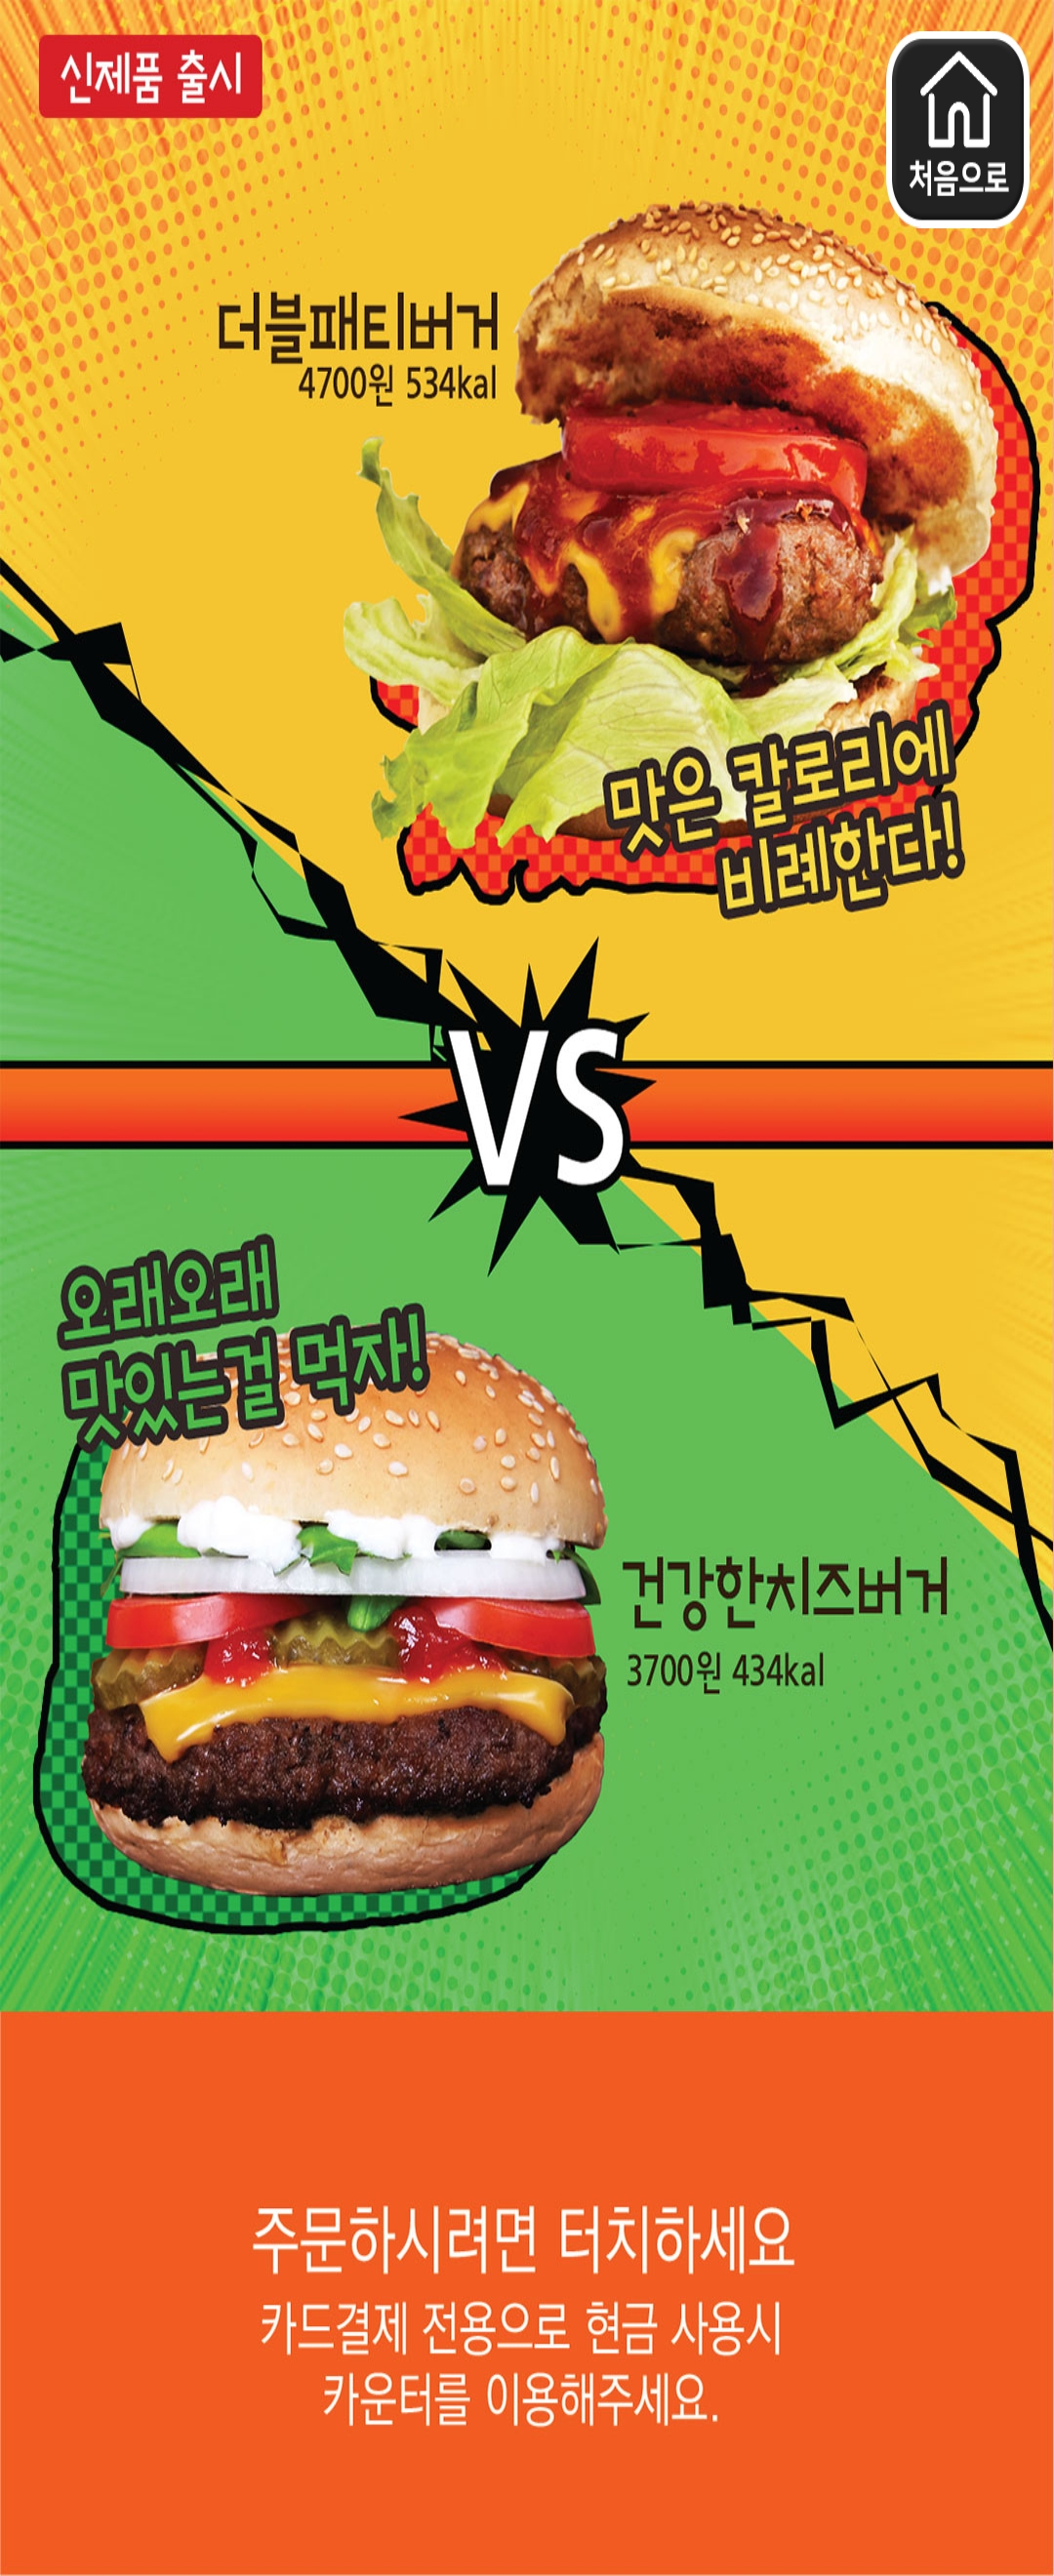 신제품 출시
처음으로
더블패티버거
4700원 534kal
맛은 칼로리에
비례한다!
VS
오래오래
맛있는걸 먹자!
건강한치즈버거
3700원 434kal
주문하시려면 터치하세요
카드결제 전용으로 현금 사용시
카운터를 이용해주세요.